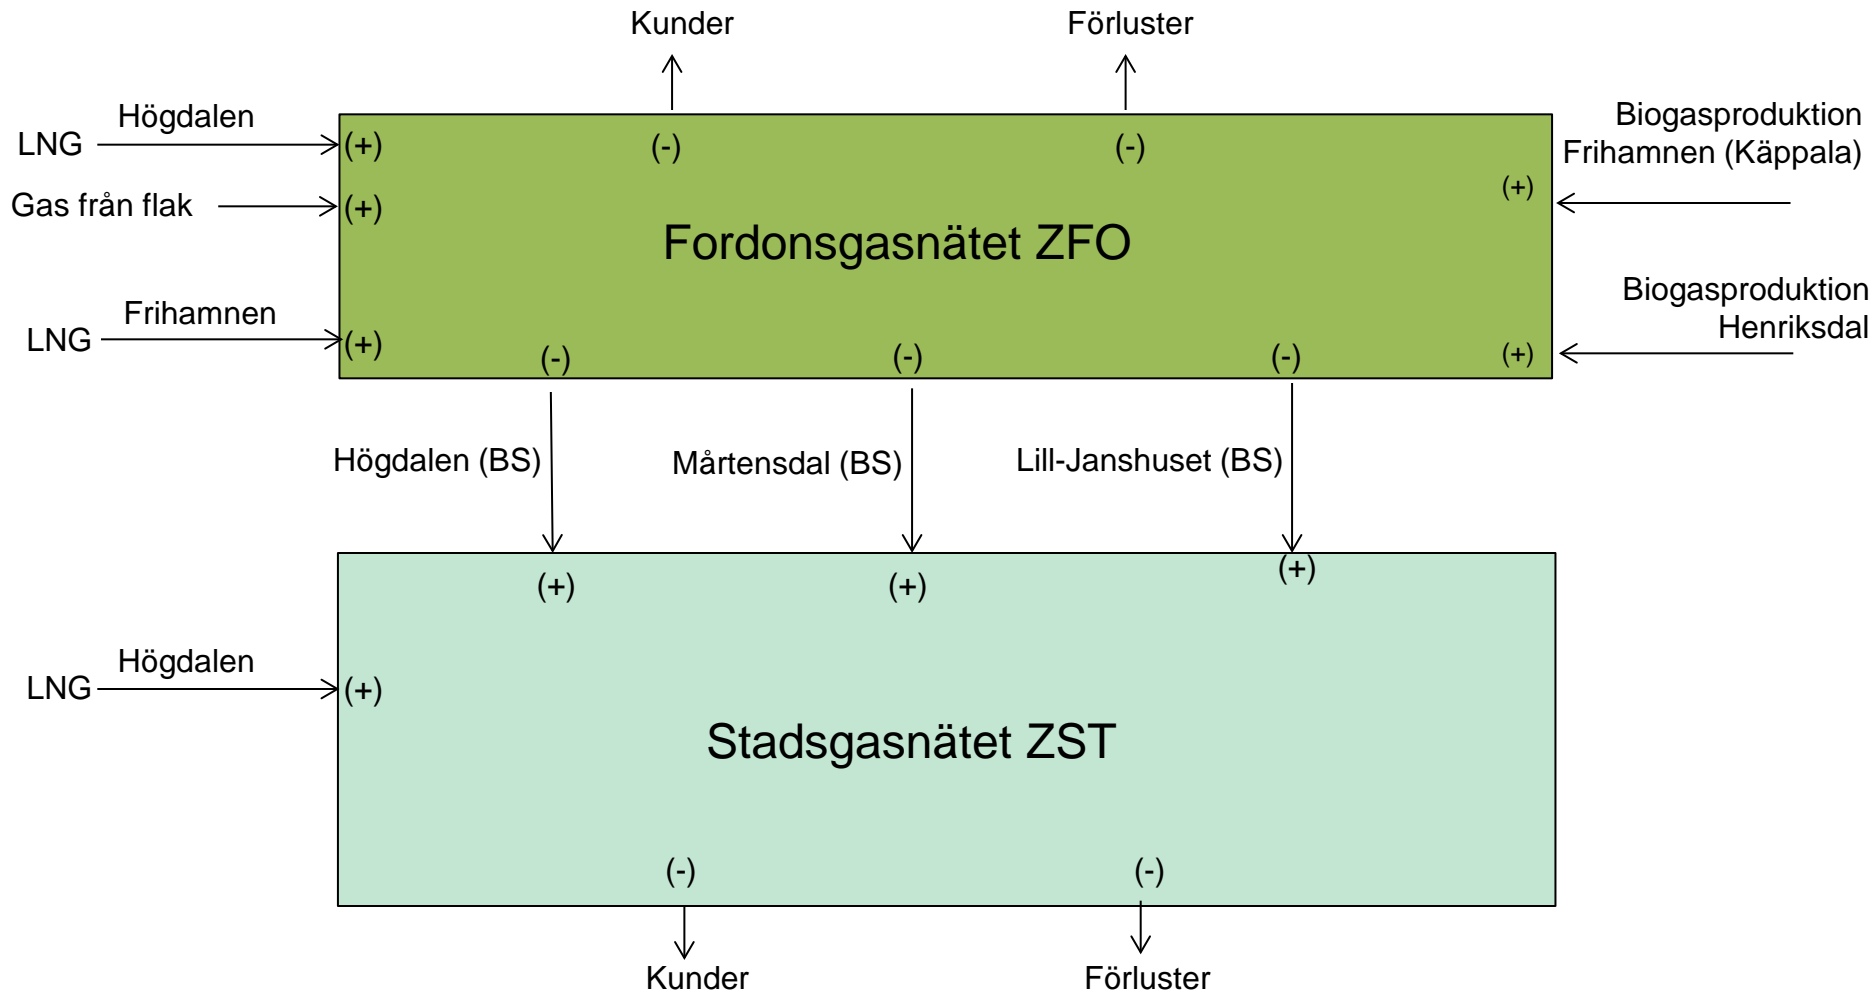 Kunder
Förluster
Högdalen
LNG
(+)
(-)
(-)
Biogasproduktion
Frihamnen (Käppala)
Gas från flak
(+)
(+)
Fordonsgasnätet ZFO
Frihamnen
LNG
(+)
(-)
(-)
(-)
(+)
Biogasproduktion
Henriksdal
Högdalen (BS)
Mårtensdal (BS)
Lill-Janshuset (BS)
(+)
(+)
(+)
Högdalen
LNG
(+)
Stadsgasnätet ZST
(-)
(-)
Kunder
Förluster